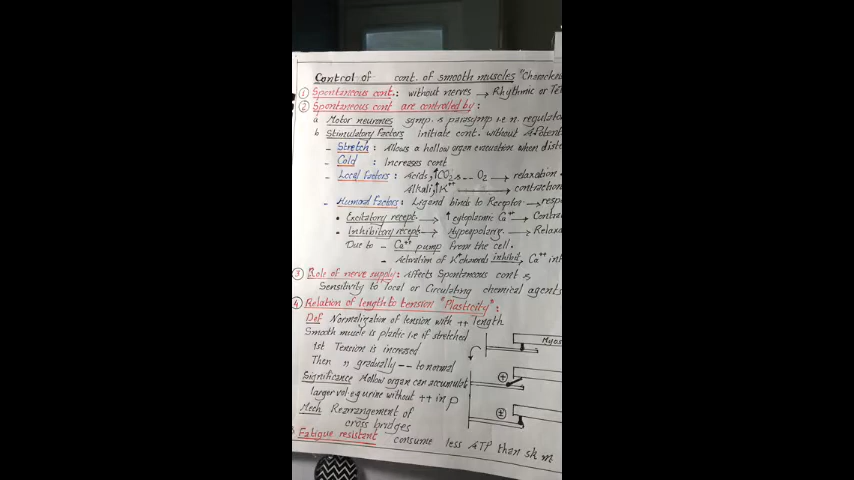 Control of cont. of smooth muscles "Charac
① Spontaneous cont.: without nerves → Rhythmic or
② Spontaneous cont are controlled by:
a Motor neurones symp. & parasymp i.e. n. regulato
b Stimulatory Factors initiate cont. without A.Potent
- Stretch : Allows a hollow organ evacuation when dist
- Cold : Increases cont
- Local Factors : Acids, ↑CO2 & -- O2 → relaxation
Alkali, ↑K++ → contraction
- Humoral Factors : Ligand binds to Receptor → resp
• Excitatory recept. → ↑ cytoplasmic Ca++ → Contra
• Inhibitory recept → Hyperpolariz. → Relax
Due to - Ca++ pump from the cell.
- Activation of K+ channels inhibit, Ca++ inf
③ Role of nerve supply: Affects Spontaneous cont &
Sensitivity to local or Circulating chemical agents
④ Relation of length to tension "Plasticity":
Def Normalization of tension with ++ length
Smooth muscle is plastic i.e if stretched
1st Tension is increased
Then n gradually -- to normal
Myos
Significance Hollow organ can accumulate
larger vol. eg urine without ++ in p
Mech Rearrangement of
cross bridges
Fatigue resistant consume less ATP than sk m